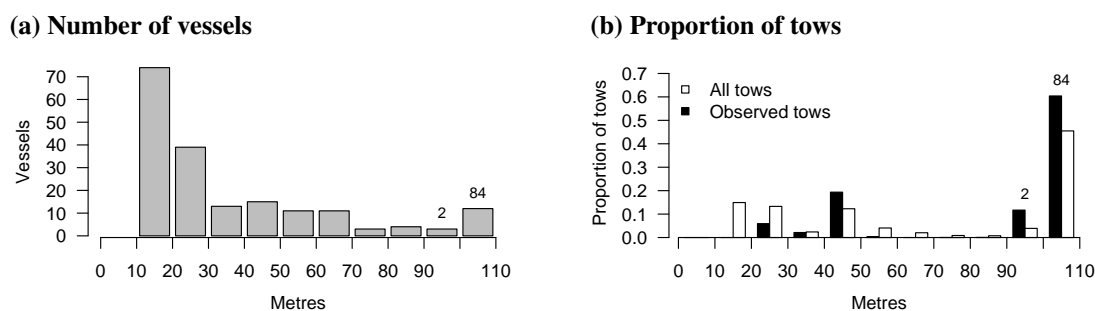 (a) Number of vessels
Vessels
70
60
50
40
30
20
10
0
2
84
0 10 20 30 40 50 60 70 80 90 110
Metres
(b) Proportion of tows
Proportion of tows
0.7
0.6
0.5
0.4
0.3
0.2
0.1
0.0
All tows
Observed tows
2
84
0 10 20 30 40 50 60 70 80 90 110
Metres